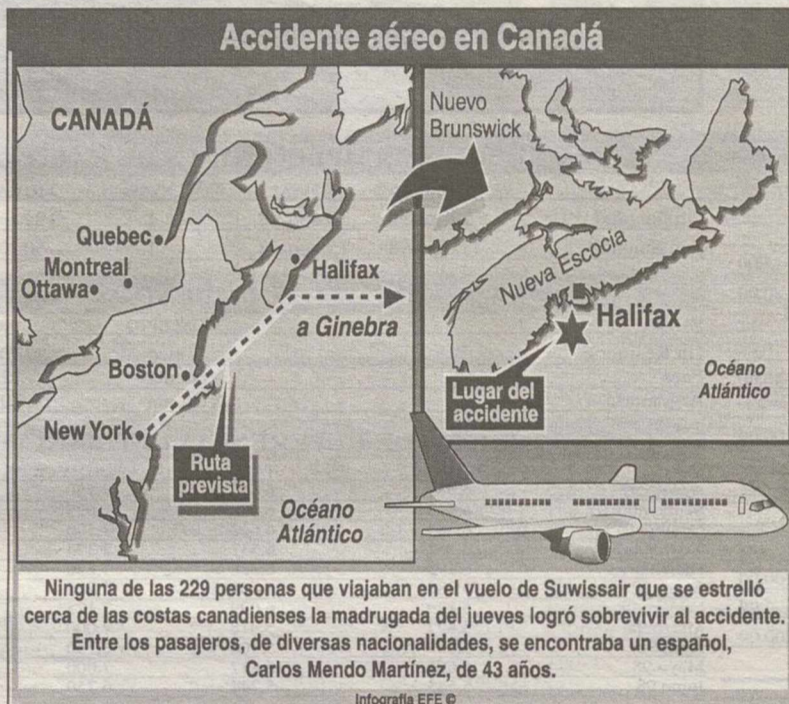 Accidente aéreo en Canadá
CANADÁ
Quebec
Montreal
Ottawa
Halifax
a Ginebra
Boston
New York
Ruta
prevista
Océano
Atlántico
Nuevo
Brunswick
Nueva Escocia
Halifax
Lugar del
accidente
Océano
Atlántico
Ninguna de las 229 personas que viajaban en el vuelo de Suwissair que se estrelló
cerca de las costas canadienses la madrugada del jueves logró sobrevivir al accidente.
Entre los pasajeros, de diversas nacionalidades, se encontraba un español,
Carlos Mendo Martínez, de 43 años.
Infografía EFE ©